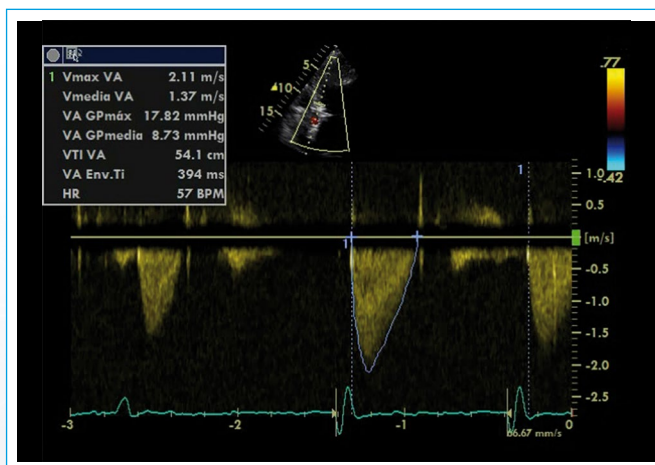 1 Vmax VA 2.11 m/s
Vmedia VA 1.37 m/s
VA GPmáx 17.82 mmHg
VA GPmedia 8.73 mmHg
VTI VA 54.1 cm
VA Env.Ti 394 ms
HR 57 BPM
5
10
15
.77
.42
1
1.0
0.5
[m/s]
1
-0.5
-1.0
-1.5
-2.0
-2.5
-3
-2
-1
0
66.67 mm/s